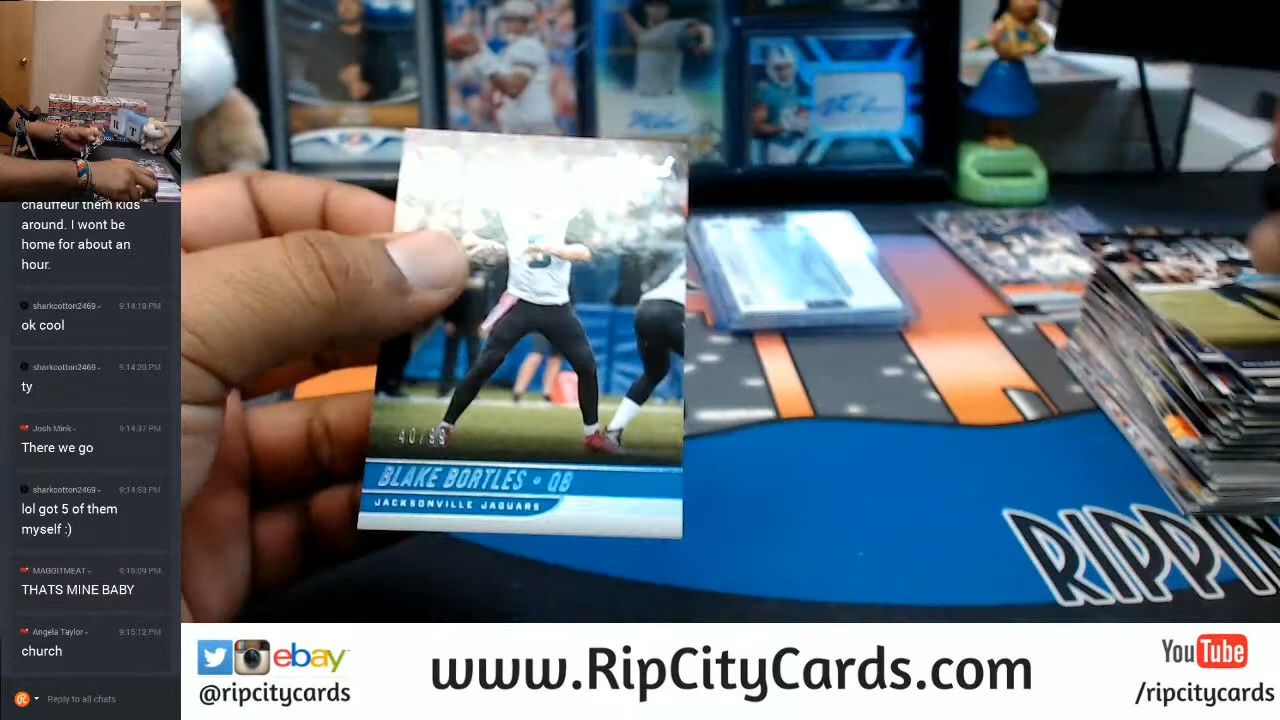 chauffeur them kids
around. I wont be
home for about an
hour.
sharkcotton2469 - 9:14:18 PM
ok cool
sharkcotton2469 - 9:14:20 PM
ty
Josh Mink - 9:14:37 PM
There we go
sharkcotton2469 - 9:14:53 PM
lol got 5 of them
myself :)
MAGGITMEAT - 9:15:09 PM
THATS MINE BABY
Angela Taylor - 9:15:12 PM
church
Reply to all chats
40/99
BLAKE BORTLES • QB
JACKSONVILLE JAGUARS
RIPPIN
ebay
@ripcitycards
www.RipCityCards.com
YouTube
/ripcitycards